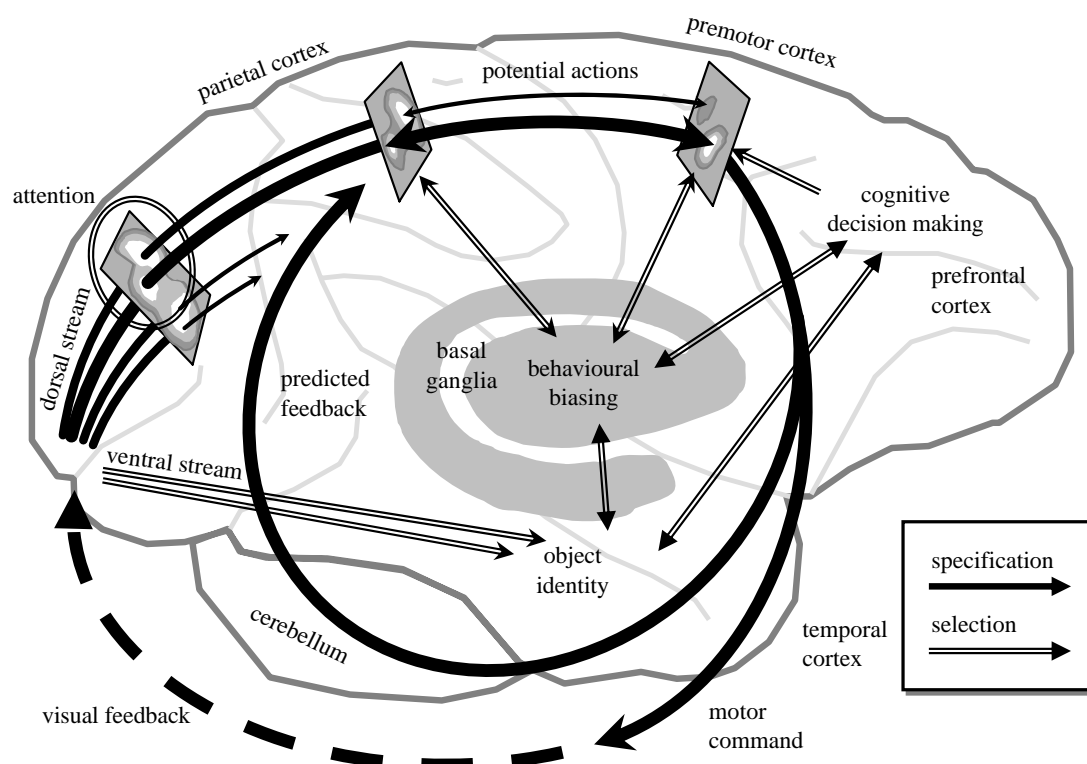 premotor cortex
parietal cortex
potential actions
attention
cognitive
decision making
prefrontal
cortex
dorsal stream
basal
ganglia
behavioural
biasing
predicted
feedback
ventral stream
object
identity
specification
selection
cerebellum
temporal
cortex
visual feedback
motor
command